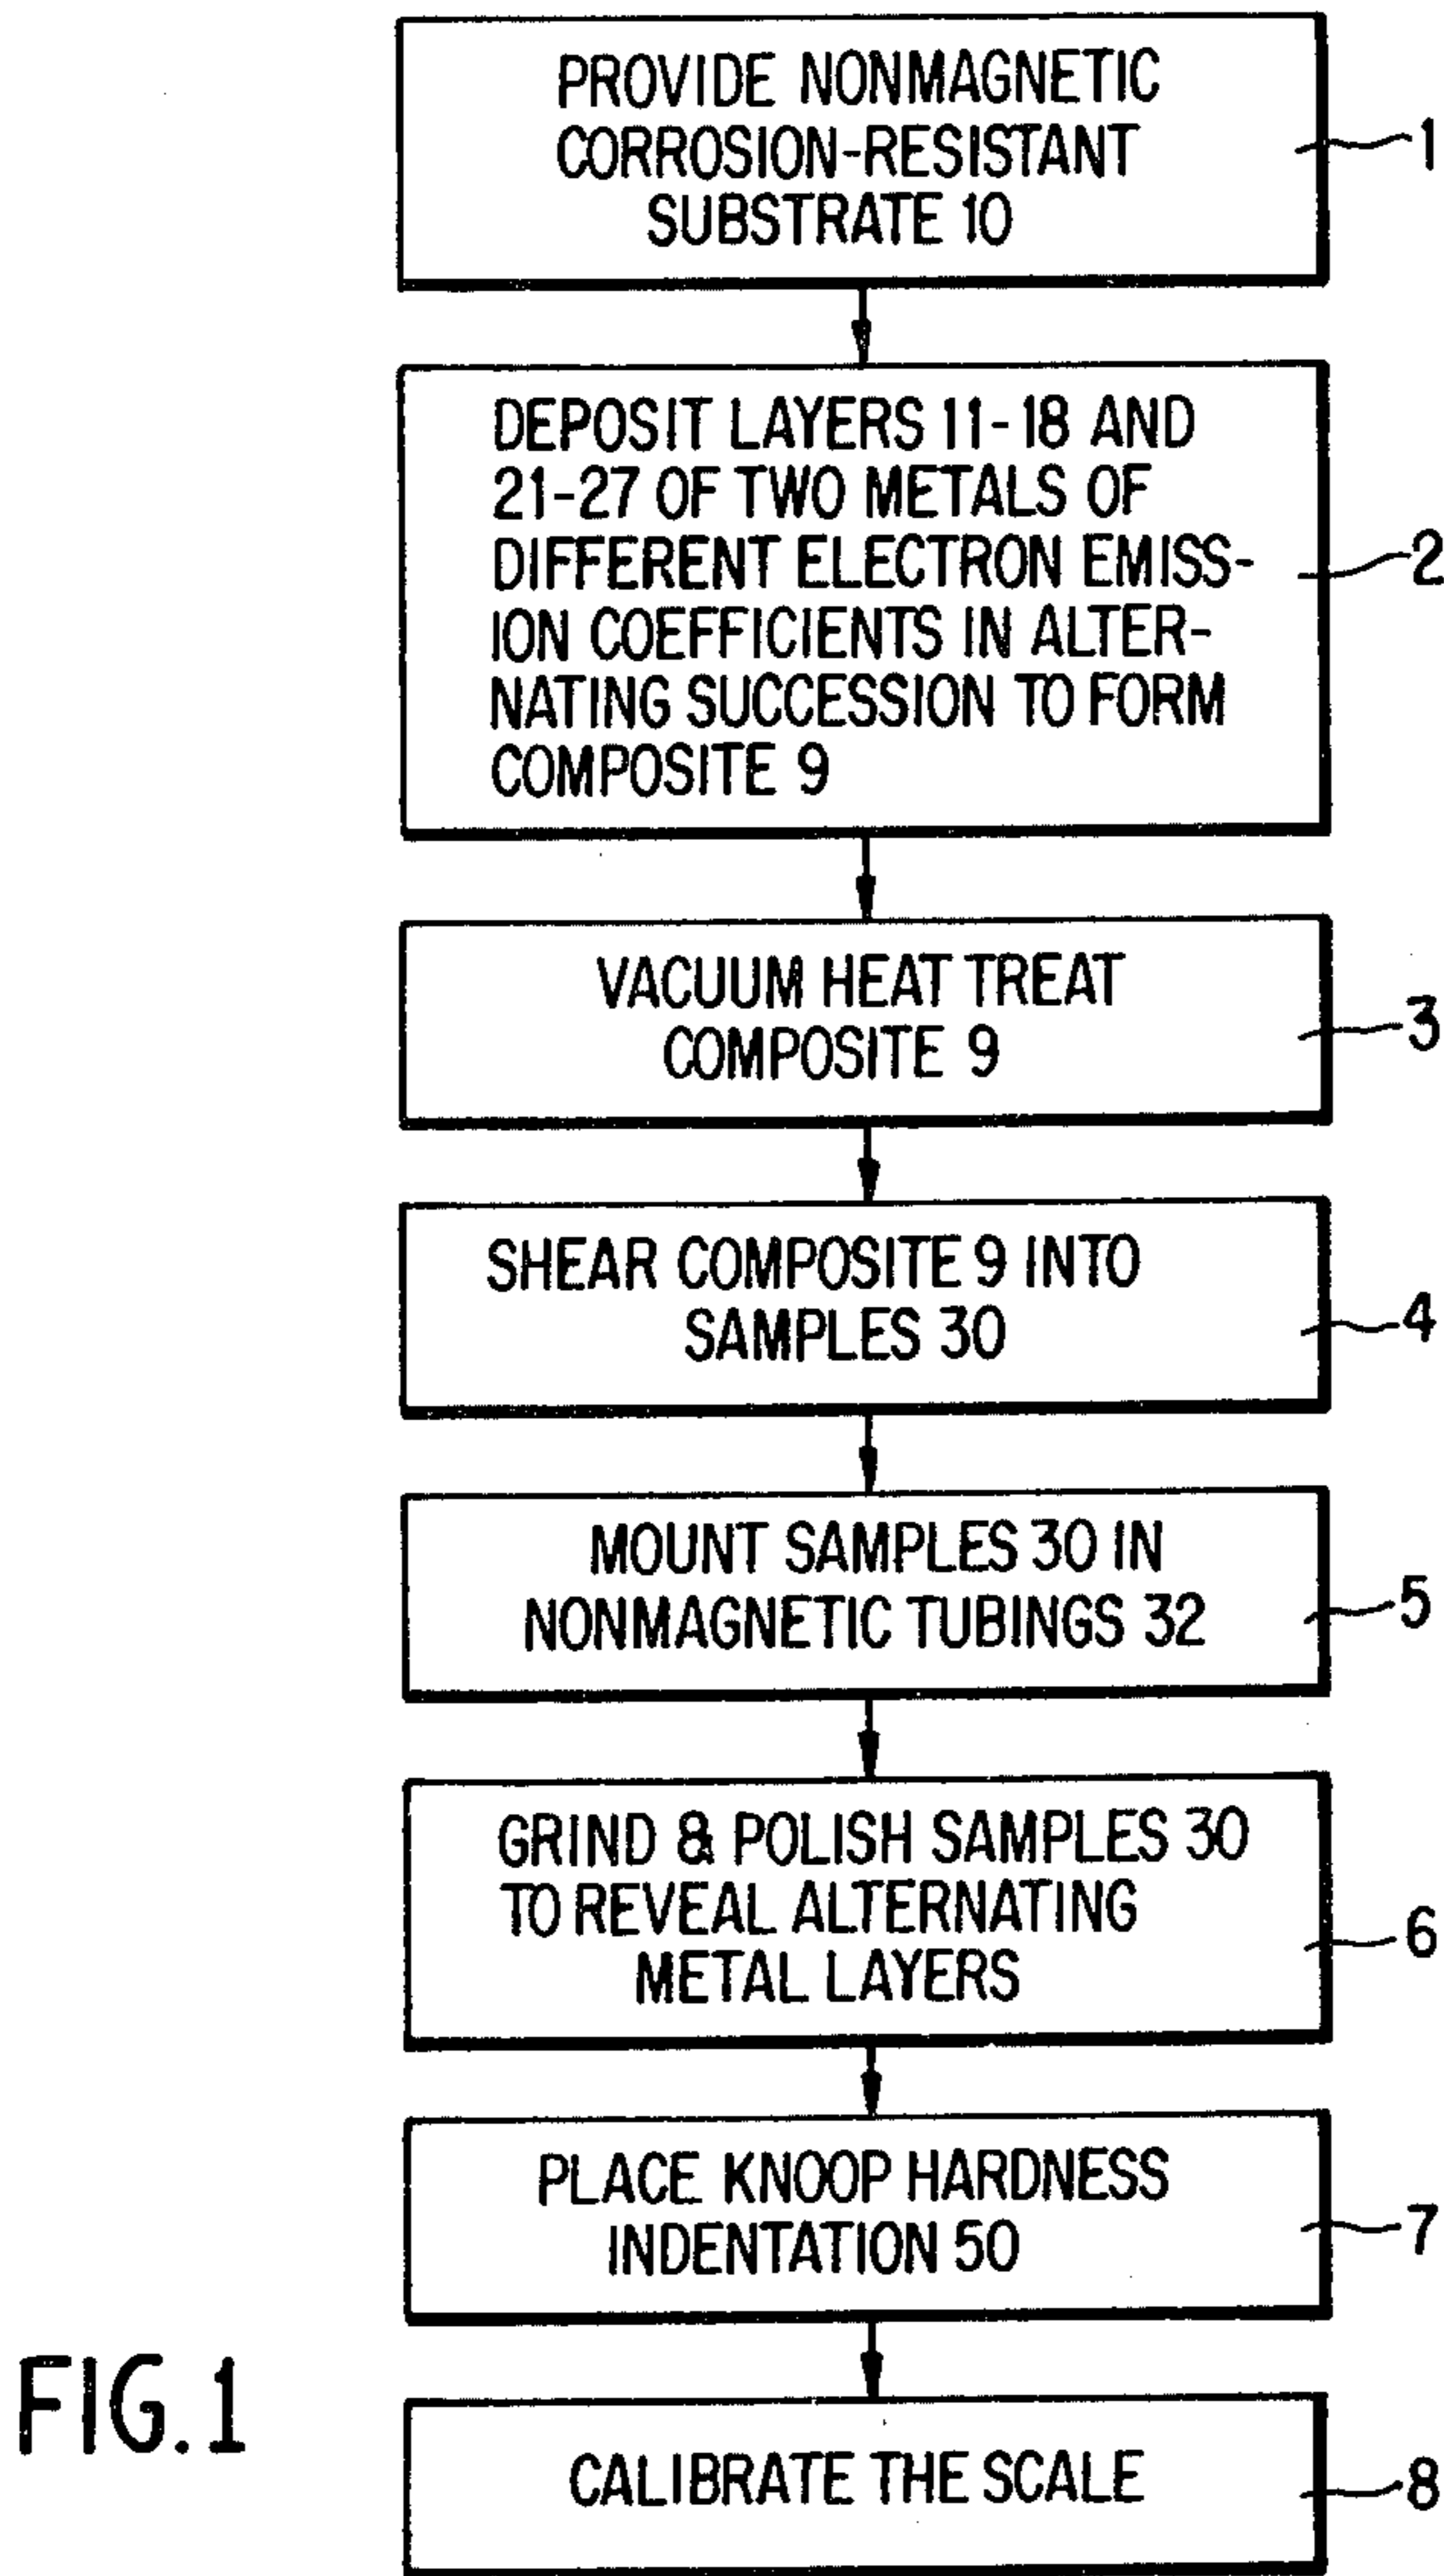 PROVIDE NONMAGNETIC
CORROSION-RESISTANT
SUBSTRATE 10
1
DEPOSIT LAYERS 11-18 AND
21-27 OF TWO METALS OF
DIFFERENT ELECTRON EMISS-
ION COEFFICIENTS IN ALTER-
NATING SUCCESSION TO FORM
COMPOSITE 9
2
VACUUM HEAT TREAT
COMPOSITE 9
3
SHEAR COMPOSITE 9 INTO
SAMPLES 30
4
MOUNT SAMPLES 30 IN
NONMAGNETIC TUBINGS 32
5
GRIND & POLISH SAMPLES 30
TO REVEAL ALTERNATING
METAL LAYERS
6
PLACE KNOOP HARDNESS
INDENTATION 50
7
CALIBRATE THE SCALE
8
FIG.1